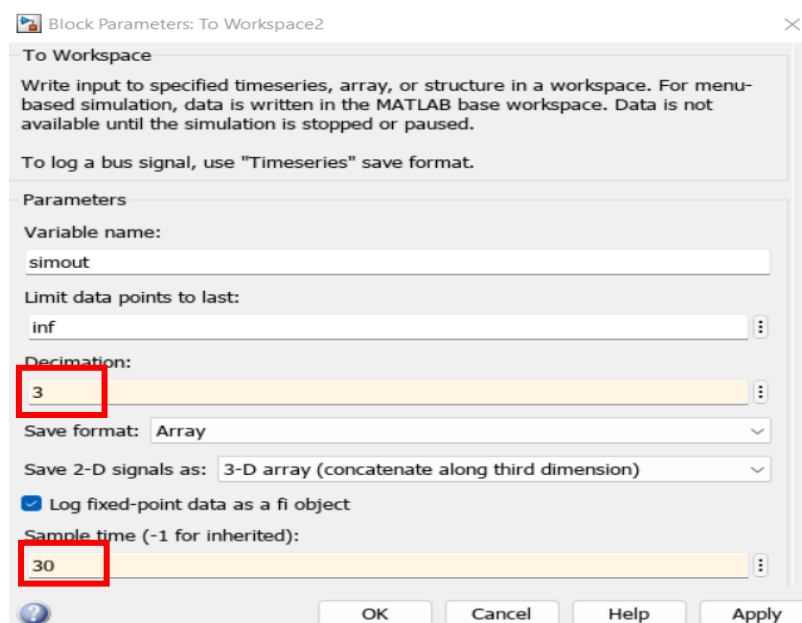 Block Parameters: To Workspace2
To Workspace
Write input to specified timeseries, array, or structure in a workspace. For menu-
based simulation, data is written in the MATLAB base workspace. Data is not
available until the simulation is stopped or paused.
To log a bus signal, use "Timeseries" save format.
Parameters
Variable name:
simout
Limit data points to last:
inf
Decimation:
3
Save format: Array
Save 2-D signals as: 3-D array (concatenate along third dimension)
Log fixed-point data as a fi object
Sample time (-1 for inherited):
30
? OK Cancel Help Apply